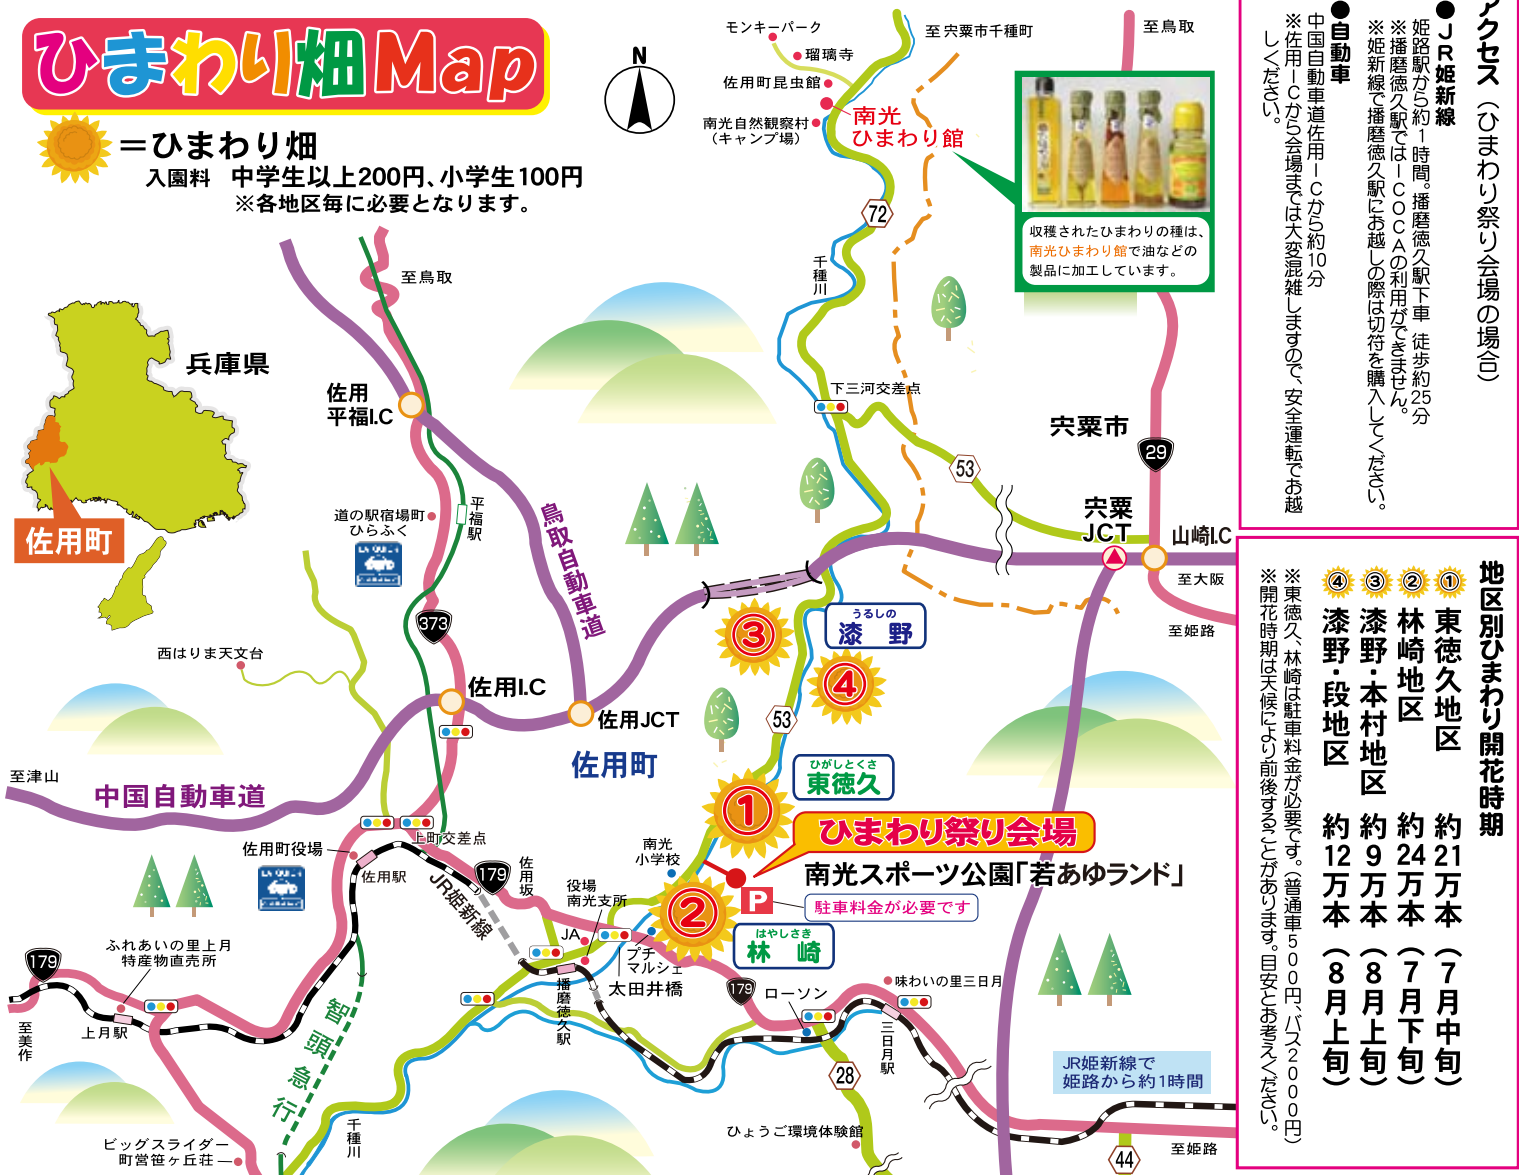 ひまわり畑Map
＝ひまわり畑
入園料　中学生以上200円、小学生100円
※各地区毎に必要となります。
N
モンキーパーク
瑠璃寺
佐用町昆虫館
南光自然観察村
（キャンプ場）
南光
ひまわり館
至 宍粟市千種町
至鳥取
収穫されたひまわりの種は、
南光ひまわり館で油などの
製品に加工しています。
72
千種川
至鳥取
兵庫県
佐用町
佐用
平福I.C
下三河交差点
53
宍粟市
29
宍粟
JCT
山崎I.C
至大阪
至姫路
道の駅宿場町
ひらふく
平福駅
鳥取自動車道
373
西はりま天文台
佐用I.C
佐用JCT
佐用町
至津山
中国自動車道
③
うるしの
漆　野
④
53
ひがしとくさ
東徳久
①
ひまわり祭り会場
南光スポーツ公園「若あゆランド」
P
駐車料金が必要です
②
はやしさき
林　崎
南光
小学校
上町交差点
佐用町役場
佐用駅
179
佐用坂
JR姫新線
役場
南光支所
JA
プチ
マルシェ
太田井橋
播磨徳久駅
179
ローソン
味わいの里三日月
三日月駅
179
ふれあいの里上月
特産物直売所
上月駅
至美作
智頭急行
千種川
ビッグスライダー
町営笹ヶ丘荘
28
ひょうご環境体験館
JR姫新線で
姫路から約1時間
至姫路
44
アクセス（ひまわり祭り会場の場合）
●JR姫新線
姫路駅から約1時間。播磨徳久駅下車　徒歩約25分
※播磨徳久駅ではICOCAの利用ができません。
※姫新線で播磨徳久駅にお越しの際は切符を購入してください。
●自動車
中国自動車道佐用ICから約10分
※佐用ICから会場までは大変混雑しますので、安全運転でお越
しください。
地区別ひまわり開花時期
① 東徳久地区　約21万本（7月中旬）
② 林崎地区　約24万本（7月下旬）
③ 漆野・本村地区　約9万本（8月上旬）
④ 漆野・段地区　約12万本（8月上旬）
※東徳久、林崎は駐車料金が必要です。（普通車500円、バス2000円）
※開花時期は天候により前後することがあります。目安とお考えください。